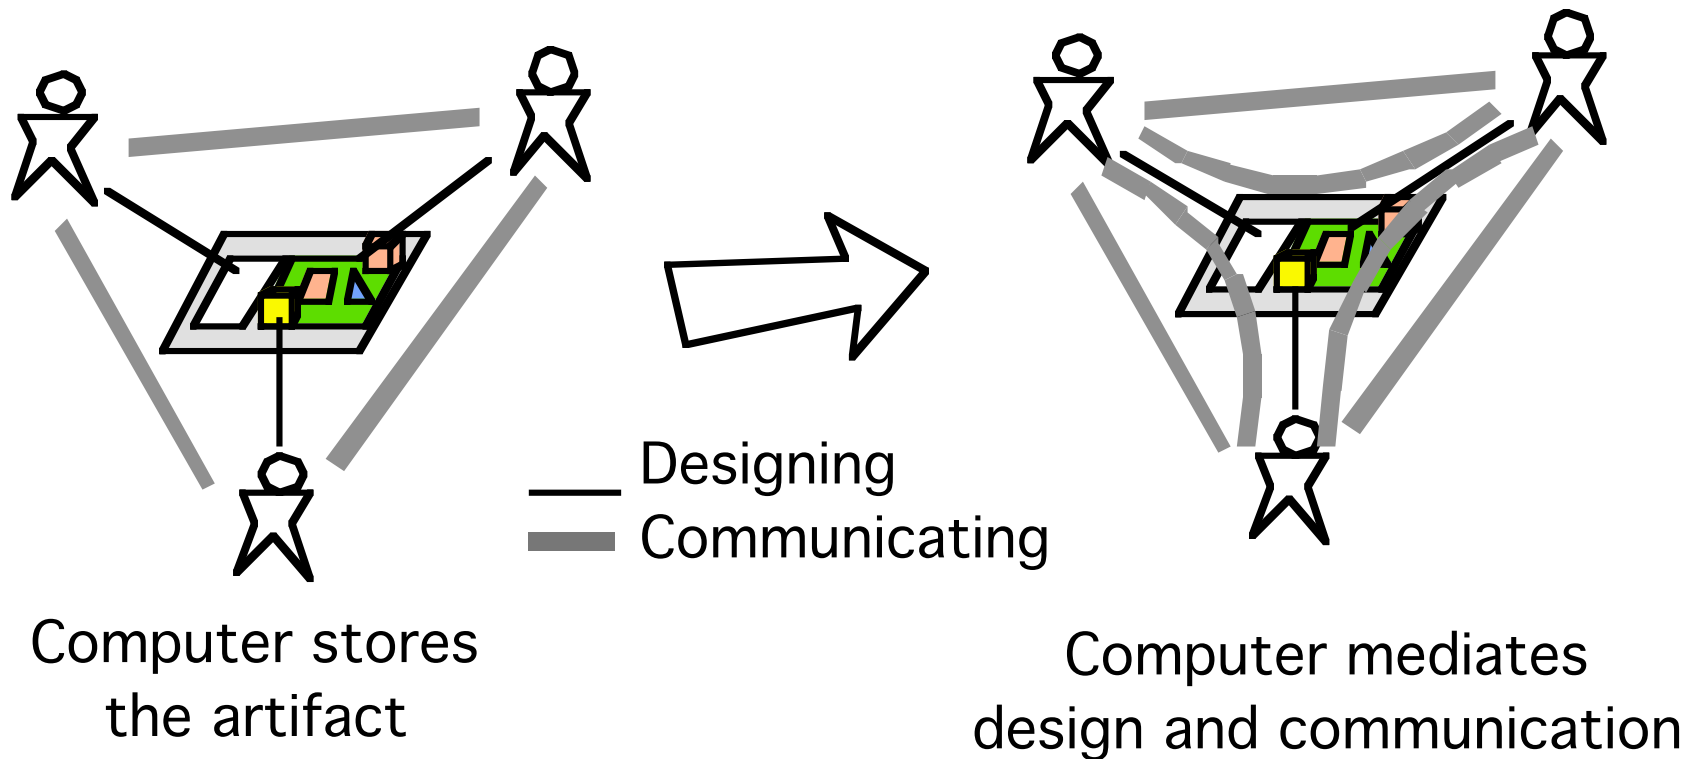 Designing
Communicating
Computer stores
the artifact
Computer mediates
design and communication